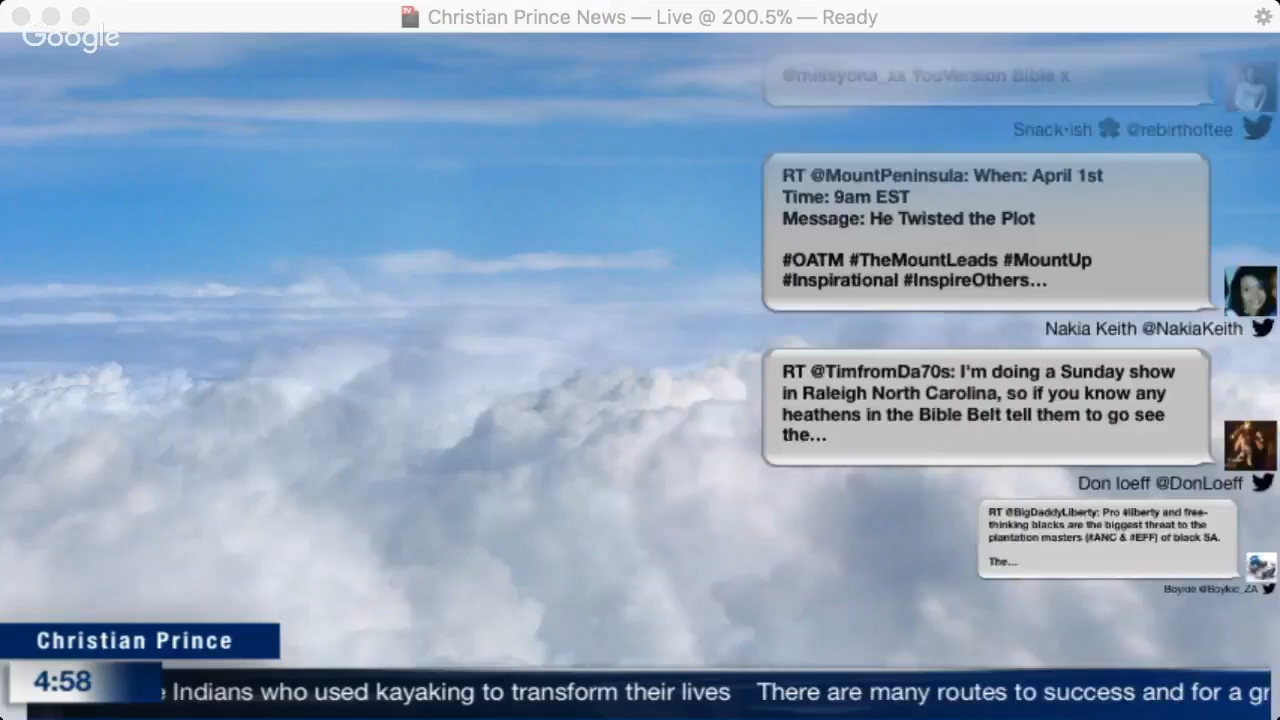 Christian Prince News — Live @ 200.5% — Ready
Google
@missyona_xx YouVersion Bible x
Snack·ish @rebirthoftee
RT @MountPeninsula: When: April 1st
Time: 9am EST
Message: He Twisted the Plot
#OATM #TheMountLeads #MountUp
#Inspirational #InspireOthers…
Nakia Keith @NakiaKeith
RT @TimfromDa70s: I'm doing a Sunday show
in Raleigh North Carolina, so if you know any
heathens in the Bible Belt tell them to go see
the…
Don loeff @DonLoeff
RT @BigDaddyLiberty: Pro #liberty and free-
thinking blacks are the biggest threat to the
plantation masters (#ANC & #EFF) of black SA.
The…
@Boykie_ZA
Christian Prince
4:58
Indians who used kayaking to transform their lives There are many routes to success and for a gr